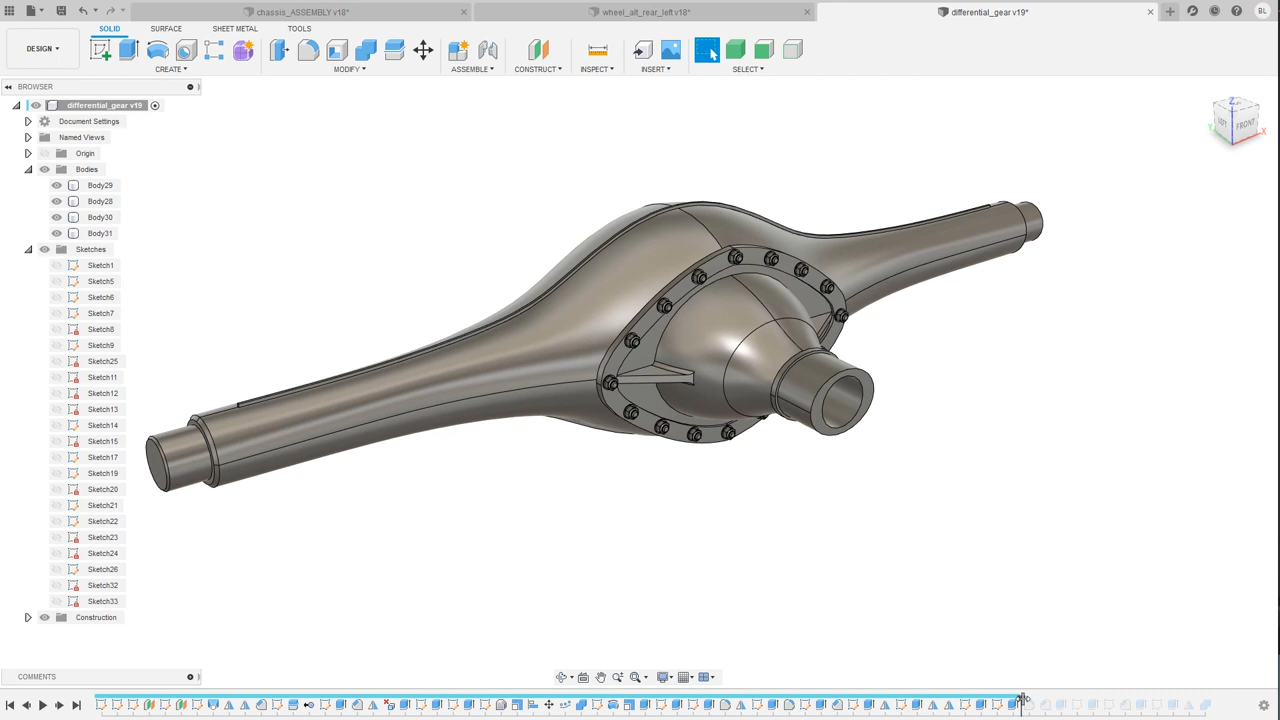 chassis_ASSEMBLY v18*
wheel_alt_rear_left v18*
differential_gear v19*
BL
SOLID
SURFACE
SHEET METAL
TOOLS
DESIGN
CREATE
MODIFY
ASSEMBLE
CONSTRUCT
INSPECT
INSERT
SELECT
BROWSER
differential_gear v19
Document Settings
Named Views
Origin
Bodies
Body29
Body28
Body30
Body31
Sketches
Sketch1
Sketch5
Sketch6
Sketch7
Sketch8
Sketch9
Sketch25
Sketch11
Sketch12
Sketch13
Sketch14
Sketch15
Sketch17
Sketch19
Sketch20
Sketch21
Sketch22
Sketch23
Sketch24
Sketch26
Sketch32
Sketch33
Construction
COMMENTS
Z
LEFT
FRONT
X
Y